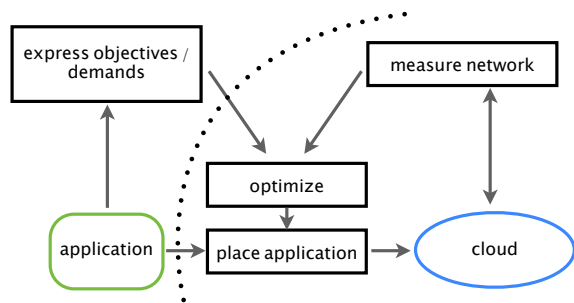 express objectives /
demands
measure network
optimize
application
place application
cloud